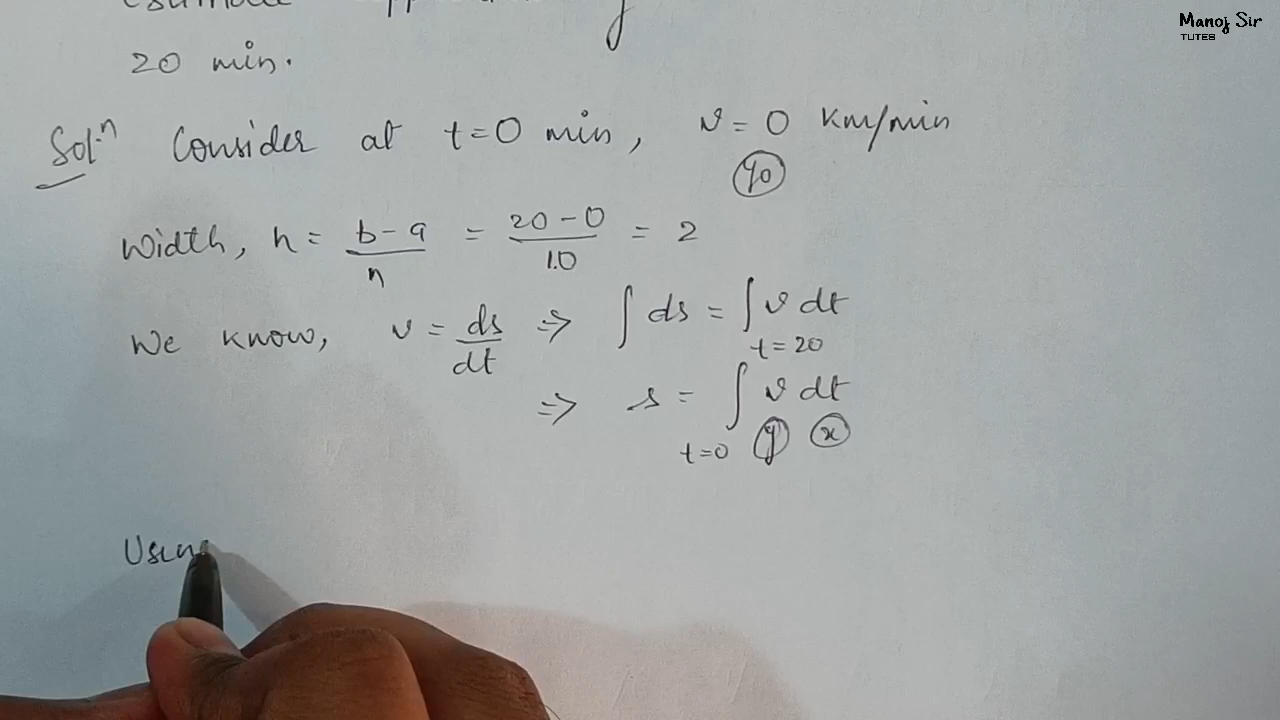 Manoj Sir
TUTES
20 min.
Sol.ⁿ Consider at t=0 min, v=0 km/min
y₀
Width, h = b-a/n = 20-0/10 = 2
We know, v = ds/dt ⇒ ∫ ds = ∫ v dt
t=20
⇒ s = ∫ v dt
t=0 y x
Usin